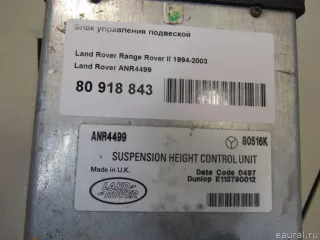 Блок управления подвеской
Land Rover Range Rover II 1994-2003
Land Rover ANR4499
80 918 843
ANR4499
80516K
SUSPENSION HEIGHT CONTROL UNIT
Made in U.K.
Date Code 0497
Dunlop E112790012
LAND
ROVER
eaural.ru